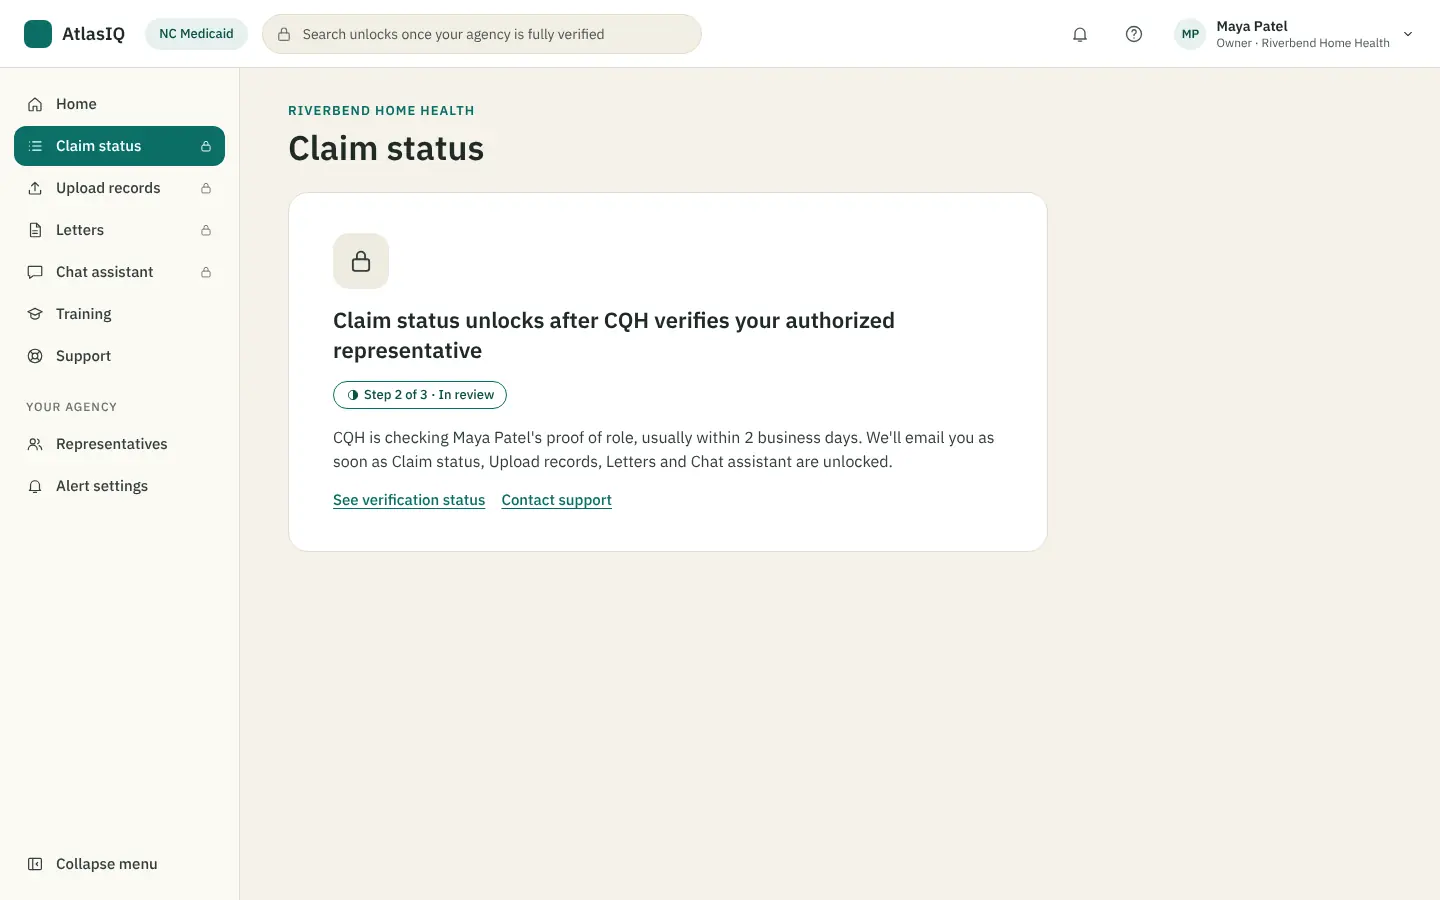 AtlasIQ
NC Medicaid
Search unlocks once your agency is fully verified
MP
Maya Patel
Owner · Riverbend Home Health
Home
Claim status
Upload records
Letters
Chat assistant
Training
Support
YOUR AGENCY
Representatives
Alert settings
Collapse menu
RIVERBEND HOME HEALTH
Claim status
Claim status unlocks after CQH verifies your authorized
representative
Step 2 of 3 · In review
CQH is checking Maya Patel's proof of role, usually within 2 business days. We'll email you as
soon as Claim status, Upload records, Letters and Chat assistant are unlocked.
See verification status Contact support